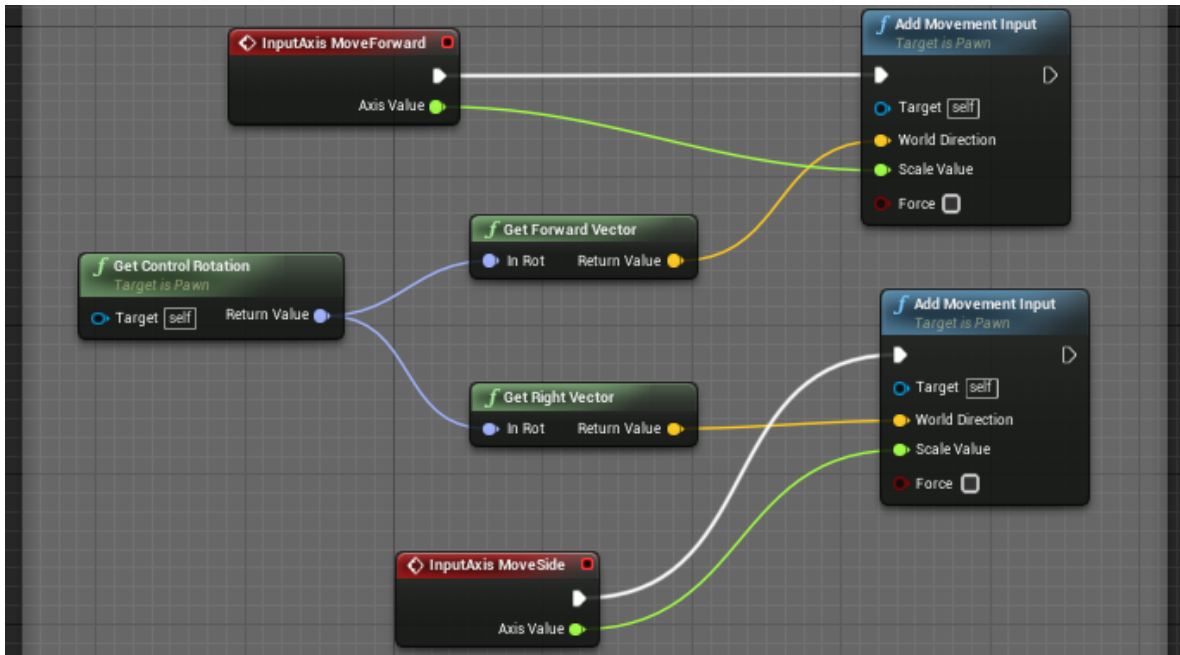 InputAxis MoveForward
Axis Value
Add Movement Input
Target is Pawn
Target self
World Direction
Scale Value
Force
Get Control Rotation
Target is Pawn
Target self Return Value
Get Forward Vector
In Rot Return Value
Get Right Vector
In Rot Return Value
Add Movement Input
Target is Pawn
Target self
World Direction
Scale Value
Force
InputAxis MoveSide
Axis Value